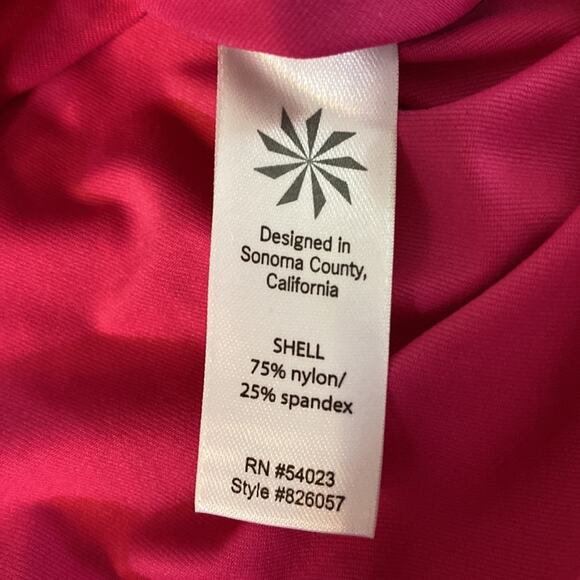 Designed in
Sonoma County,
California
SHELL
75% nylon/
25% spandex
RN #54023
Style #826057